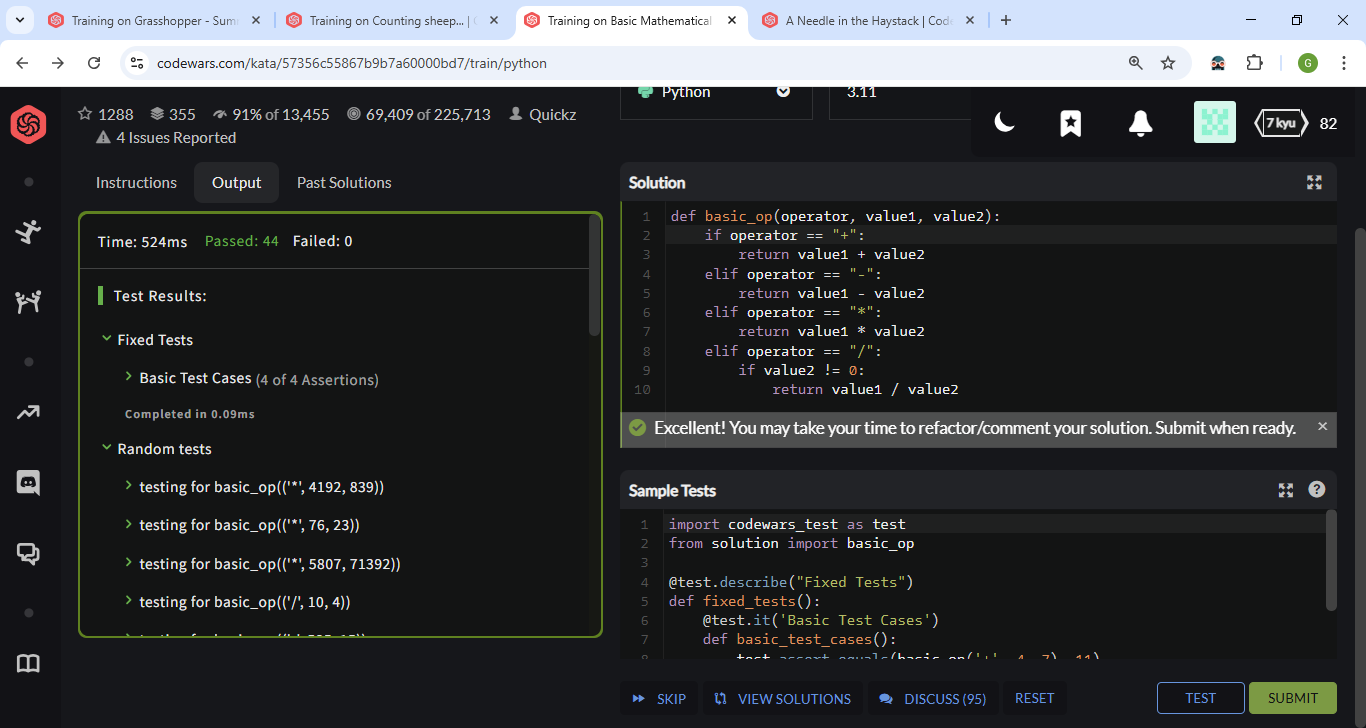 Training on Grasshopper - Sum
Training on Counting sheep... |
Training on Basic Mathematical
A Needle in the Haystack | Code
codewars.com/kata/57356c55867b9b7a60000bd7/train/python
G
1288 355 91% of 13,455 69,409 of 225,713 Quickz
4 Issues Reported
Python
3.11
7 kyu
82
Instructions
Output
Past Solutions
Time: 524ms Passed: 44 Failed: 0
Test Results:
Fixed Tests
Basic Test Cases (4 of 4 Assertions)
Completed in 0.09ms
Random tests
testing for basic_op(('*', 4192, 839))
testing for basic_op(('*', 76, 23))
testing for basic_op(('*', 5807, 71392))
testing for basic_op(('/', 10, 4))
Solution
1 def basic_op(operator, value1, value2):
2 if operator == "+":
3 return value1 + value2
4 elif operator == "-":
5 return value1 - value2
6 elif operator == "*":
7 return value1 * value2
8 elif operator == "/":
9 if value2 != 0:
10 return value1 / value2
Excellent! You may take your time to refactor/comment your solution. Submit when ready.
Sample Tests
1 import codewars_test as test
2 from solution import basic_op
3
4 @test.describe("Fixed Tests")
5 def fixed_tests():
6 @test.it('Basic Test Cases')
7 def basic_test_cases():
8 test.assert_equals(basic_op('+', 4, 7), 11)
SKIP
VIEW SOLUTIONS
DISCUSS (95)
RESET
TEST
SUBMIT